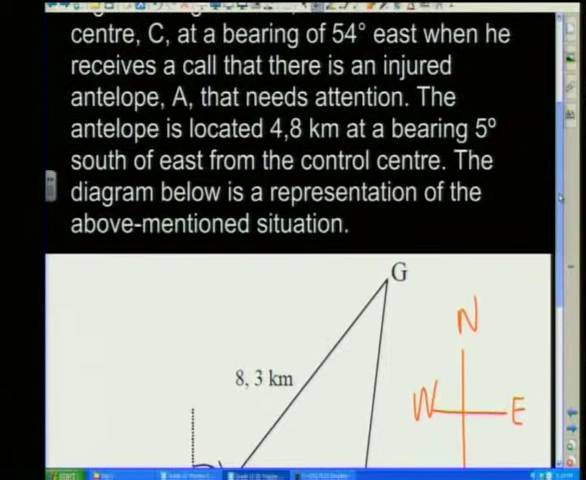 centre, C, at a bearing of 54° east when he
receives a call that there is an injured
antelope, A, that needs attention. The
antelope is located 4,8 km at a bearing 5º
south of east from the control centre. The
diagram below is a representation of the
above-mentioned situation.
G
8, 3 km
N
W E
start